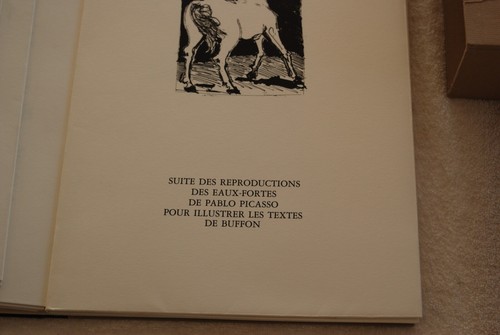 SUITE DES REPRODUCTIONS
DES EAUX-FORTES
DE PABLO PICASSO
POUR ILLUSTRER LES TEXTES
DE BUFFON